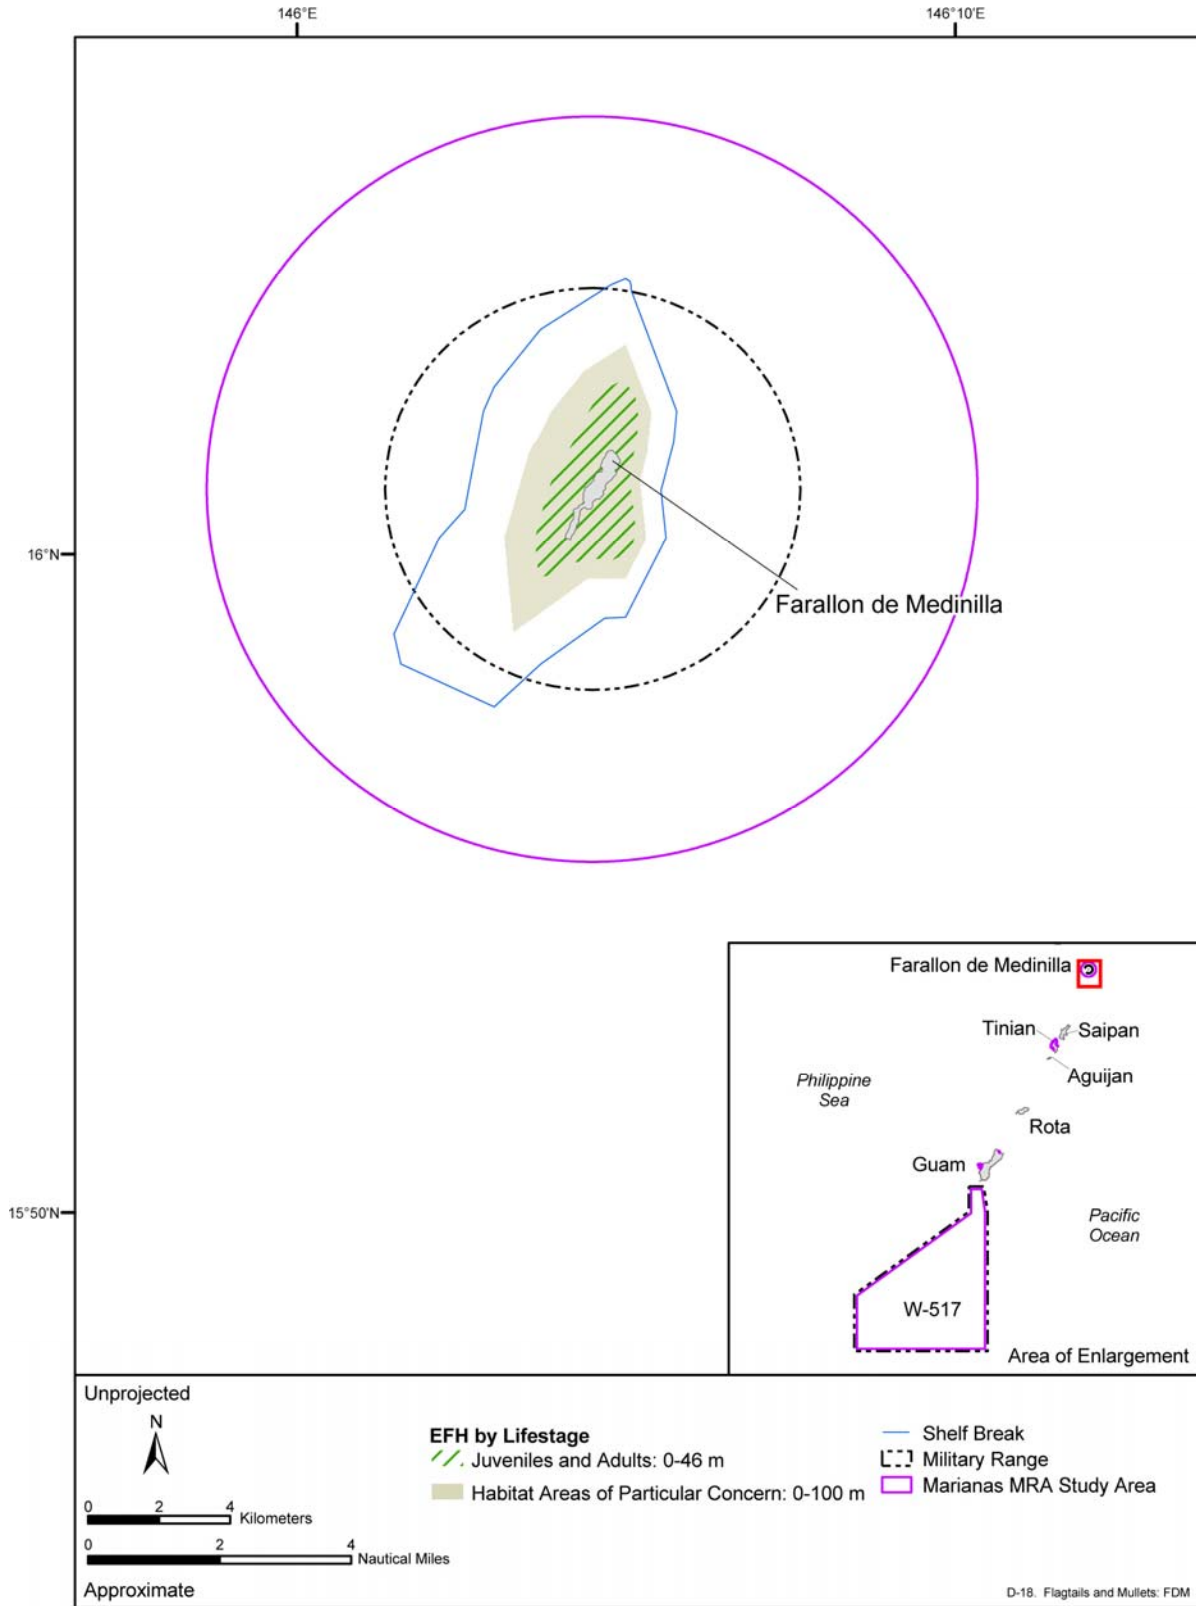 146°E
146°10'E
16°N
Farallon de Medinilla
Farallon de Medinilla
Tinian
Saipan
Aguijan
Philippine
Sea
Rota
Guam
15°50'N
Pacific
Ocean
W-517
Area of Enlargement
Unprojected
N
EFH by Lifestage
Juveniles and Adults: 0-46 m
Habitat Areas of Particular Concern: 0-100 m
Shelf Break
Military Range
Marianas MRA Study Area
0 2 4
Kilometers
0 2 4
Nautical Miles
Approximate
D-18. Flagtails and Mullets: FDM